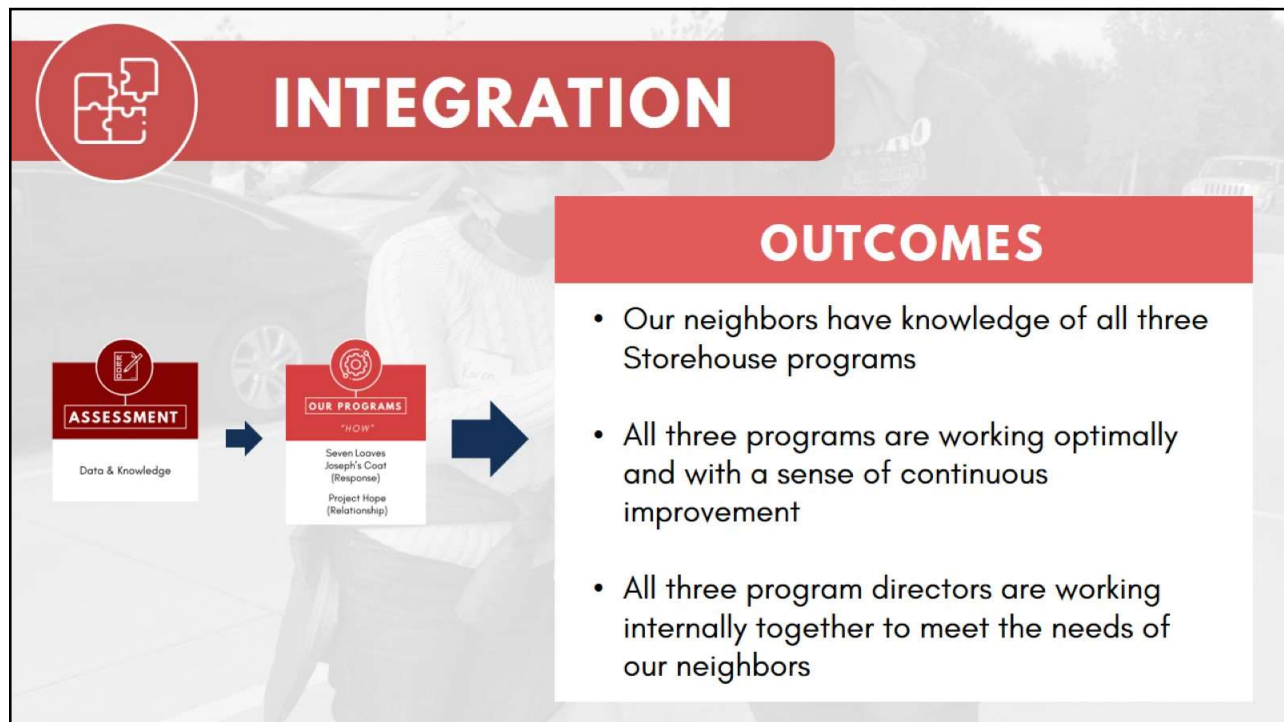 INTEGRATION
ASSESSMENT
Data & Knowledge
OUR PROGRAMS
"HOW"
Seven Loaves
Joseph's Coat
(Response)
Project Hope
(Relationship)
OUTCOMES
• Our neighbors have knowledge of all three
Storehouse programs
• All three programs are working optimally
and with a sense of continuous
improvement
• All three program directors are working
internally together to meet the needs of
our neighbors
Karen